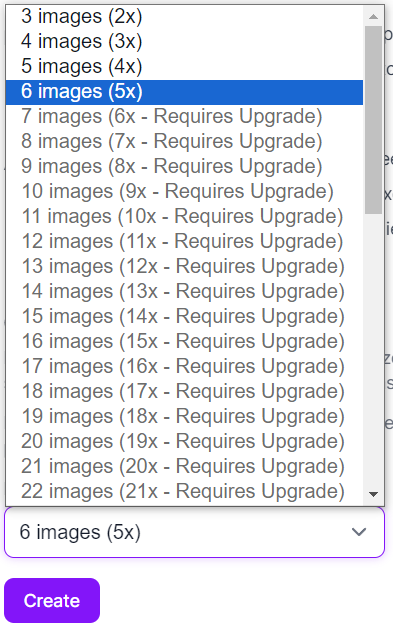 3 images (2x)
4 images (3x)
5 images (4x)
6 images (5x)
7 images (6x - Requires Upgrade)
8 images (7x - Requires Upgrade)
9 images (8x - Requires Upgrade)
10 images (9x - Requires Upgrade)
11 images (10x - Requires Upgrade)
12 images (11x - Requires Upgrade)
13 images (12x - Requires Upgrade)
14 images (13x - Requires Upgrade)
15 images (14x - Requires Upgrade)
16 images (15x - Requires Upgrade)
17 images (16x - Requires Upgrade)
18 images (17x - Requires Upgrade)
19 images (18x - Requires Upgrade)
20 images (19x - Requires Upgrade)
21 images (20x - Requires Upgrade)
22 images (21x - Requires Upgrade)
6 images (5x)
Create